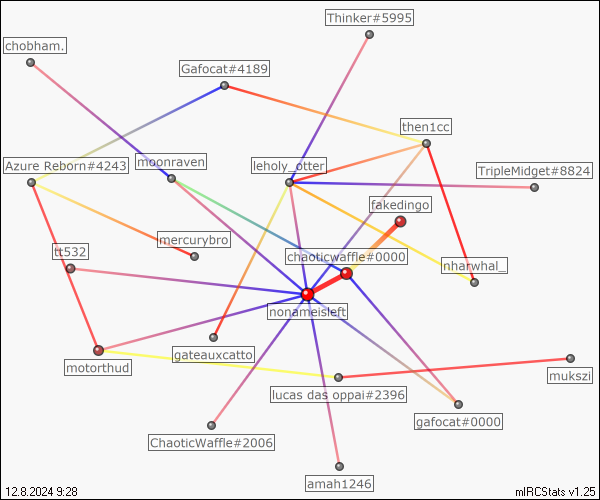 Thinker#5995
chobham.
Gafocat#4189
then1cc
Azure Reborn#4243
moonraven
leholy_otter
TripleMidget#8824
fakedingo
mercurybro
tt532
chaoticwaffle#0000
nharwhal_
nonameisleft
gateauxcatto
motorthud
mukszi
lucas das oppai#2396
gafocat#0000
ChaoticWaffle#2006
amah1246
12.8.2024 9:28
mIRCStats v1.25